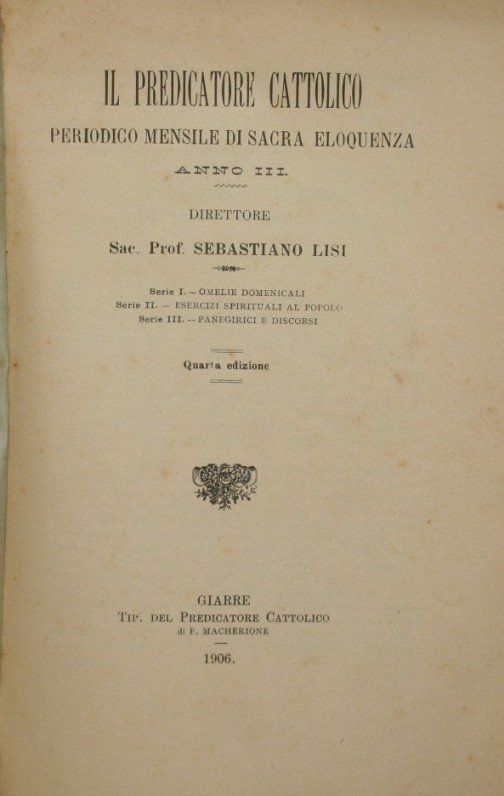 IL PREDICATORE CATTOLICO
PERIODICO MENSILE DI SACRA ELOQUENZA
ANNO III.
DIRETTORE
Sac. Prof. SEBASTIANO LISI
Serie I. — OMELIE DOMENICALI
Serie II. — ESERCIZI SPIRITUALI AL POPOLO
Serie III. — PANEGIRICI E DISCORSI
Quarta edizione
GIARRE
TIP. DEL PREDICATORE CATTOLICO
di F. MACHERIONE
1906.